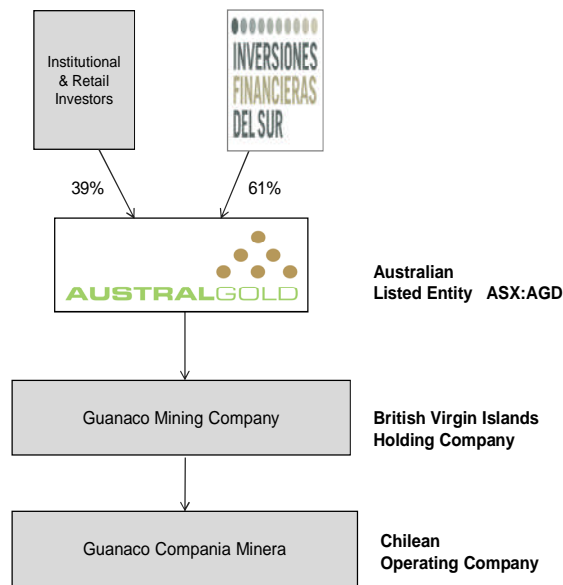 Institutional
& Retail
Investors
INVERSIONES
FINANCIERAS
DEL SUR
39%
61%
AUSTRALGOLD
Australian
Listed Entity ASX:AGD
Guanaco Mining Company
British Virgin Islands
Holding Company
Guanaco Compania Minera
Chilean
Operating Company